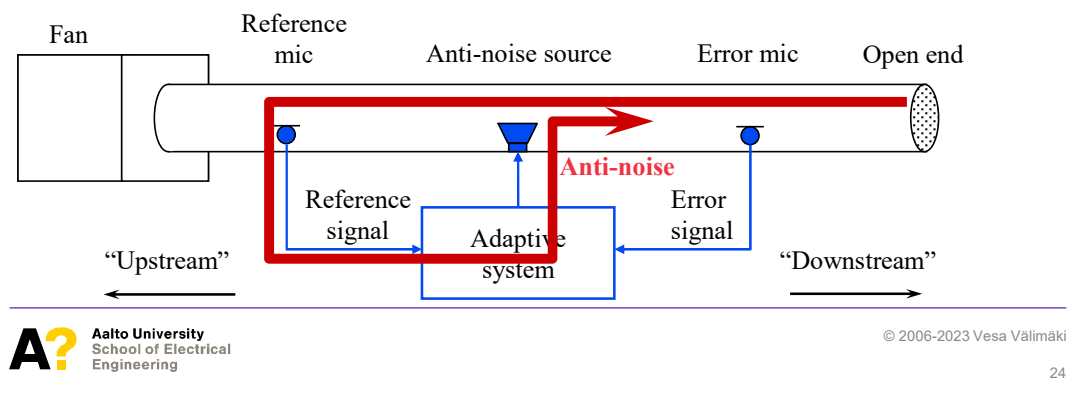 Fan
Reference
mic
Anti-noise source
Error mic
Open end
Anti-noise
Reference
signal
Error
signal
Adaptive
system
“Upstream”
“Downstream”
A?
Aalto University
School of Electrical
Engineering
© 2006-2023 Vesa Välimäki
24